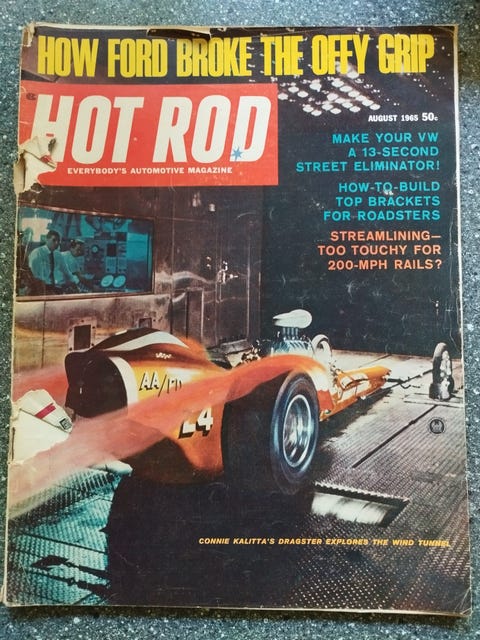 HOW FORD BROKE THE OFFY GRIP
HOT ROD
EVERYBODY'S AUTOMOTIVE MAGAZINE
AUGUST 1965 50c
MAKE YOUR VW
A 13-SECOND
STREET ELIMINATOR!
HOW-TO-BUILD
TOP BRACKETS
FOR ROADSTERS
STREAMLINING—
TOO TOUCHY FOR
200-MPH RAILS?
24
CONNIE KALITTA'S DRAGSTER EXPLORES THE WIND TUNNEL